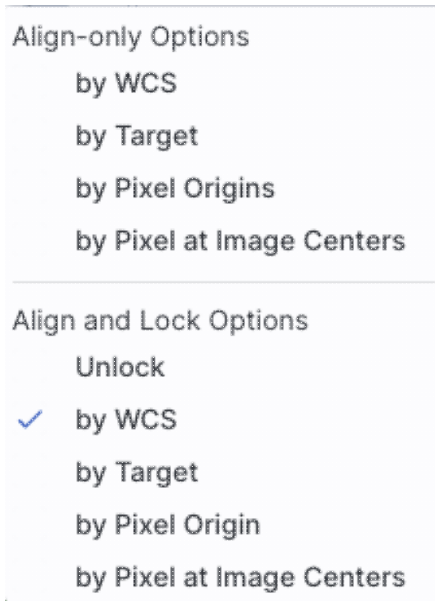 Align-only Options
by WCS
by Target
by Pixel Origins
by Pixel at Image Centers
Align and Lock Options
Unlock
by WCS
by Target
by Pixel Origin
by Pixel at Image Centers